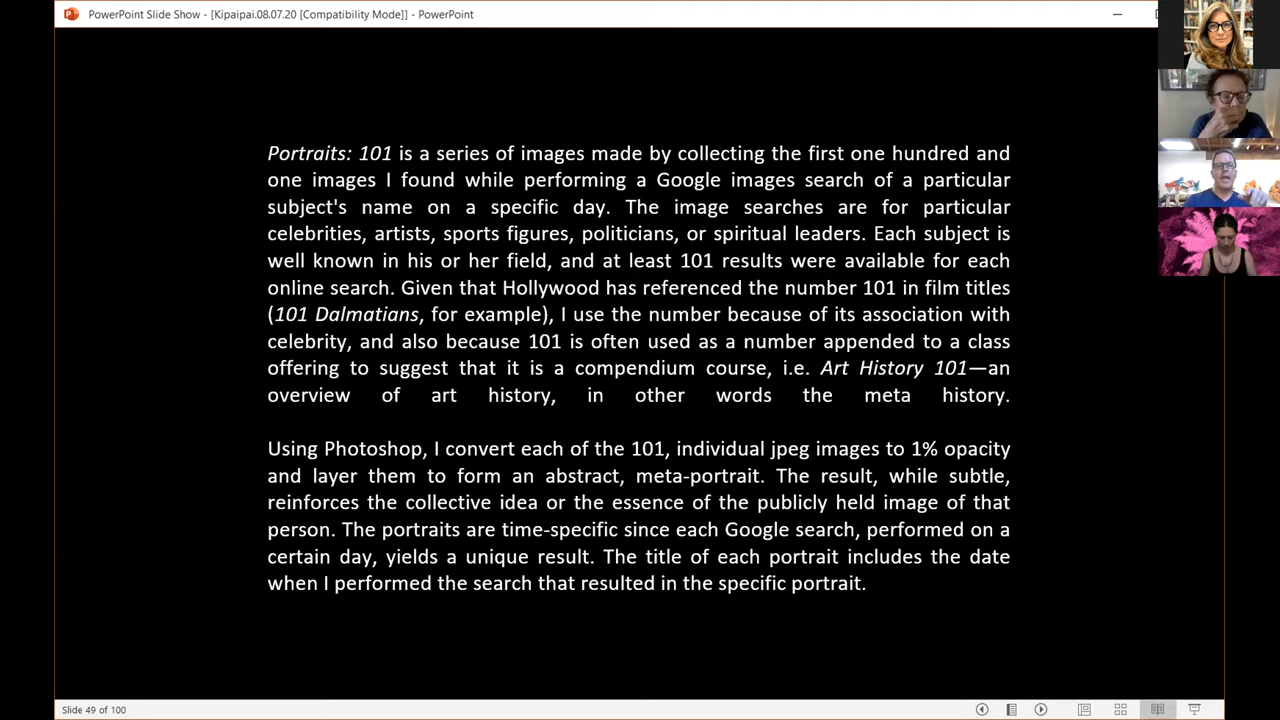 PowerPoint Slide Show - [Kipaipai.08.07.20 [Compatibility Mode]] - PowerPoint
Portraits: 101 is a series of images made by collecting the first one hundred and
one images I found while performing a Google images search of a particular
subject's name on a specific day. The image searches are for particular
celebrities, artists, sports figures, politicians, or spiritual leaders. Each subject is
well known in his or her field, and at least 101 results were available for each
online search. Given that Hollywood has referenced the number 101 in film titles
(101 Dalmatians, for example), I use the number because of its association with
celebrity, and also because 101 is often used as a number appended to a class
offering to suggest that it is a compendium course, i.e. Art History 101—an
overview of art history, in other words the meta history.
Using Photoshop, I convert each of the 101, individual jpeg images to 1% opacity
and layer them to form an abstract, meta-portrait. The result, while subtle,
reinforces the collective idea or the essence of the publicly held image of that
person. The portraits are time-specific since each Google search, performed on a
certain day, yields a unique result. The title of each portrait includes the date
when I performed the search that resulted in the specific portrait.
Slide 49 of 100